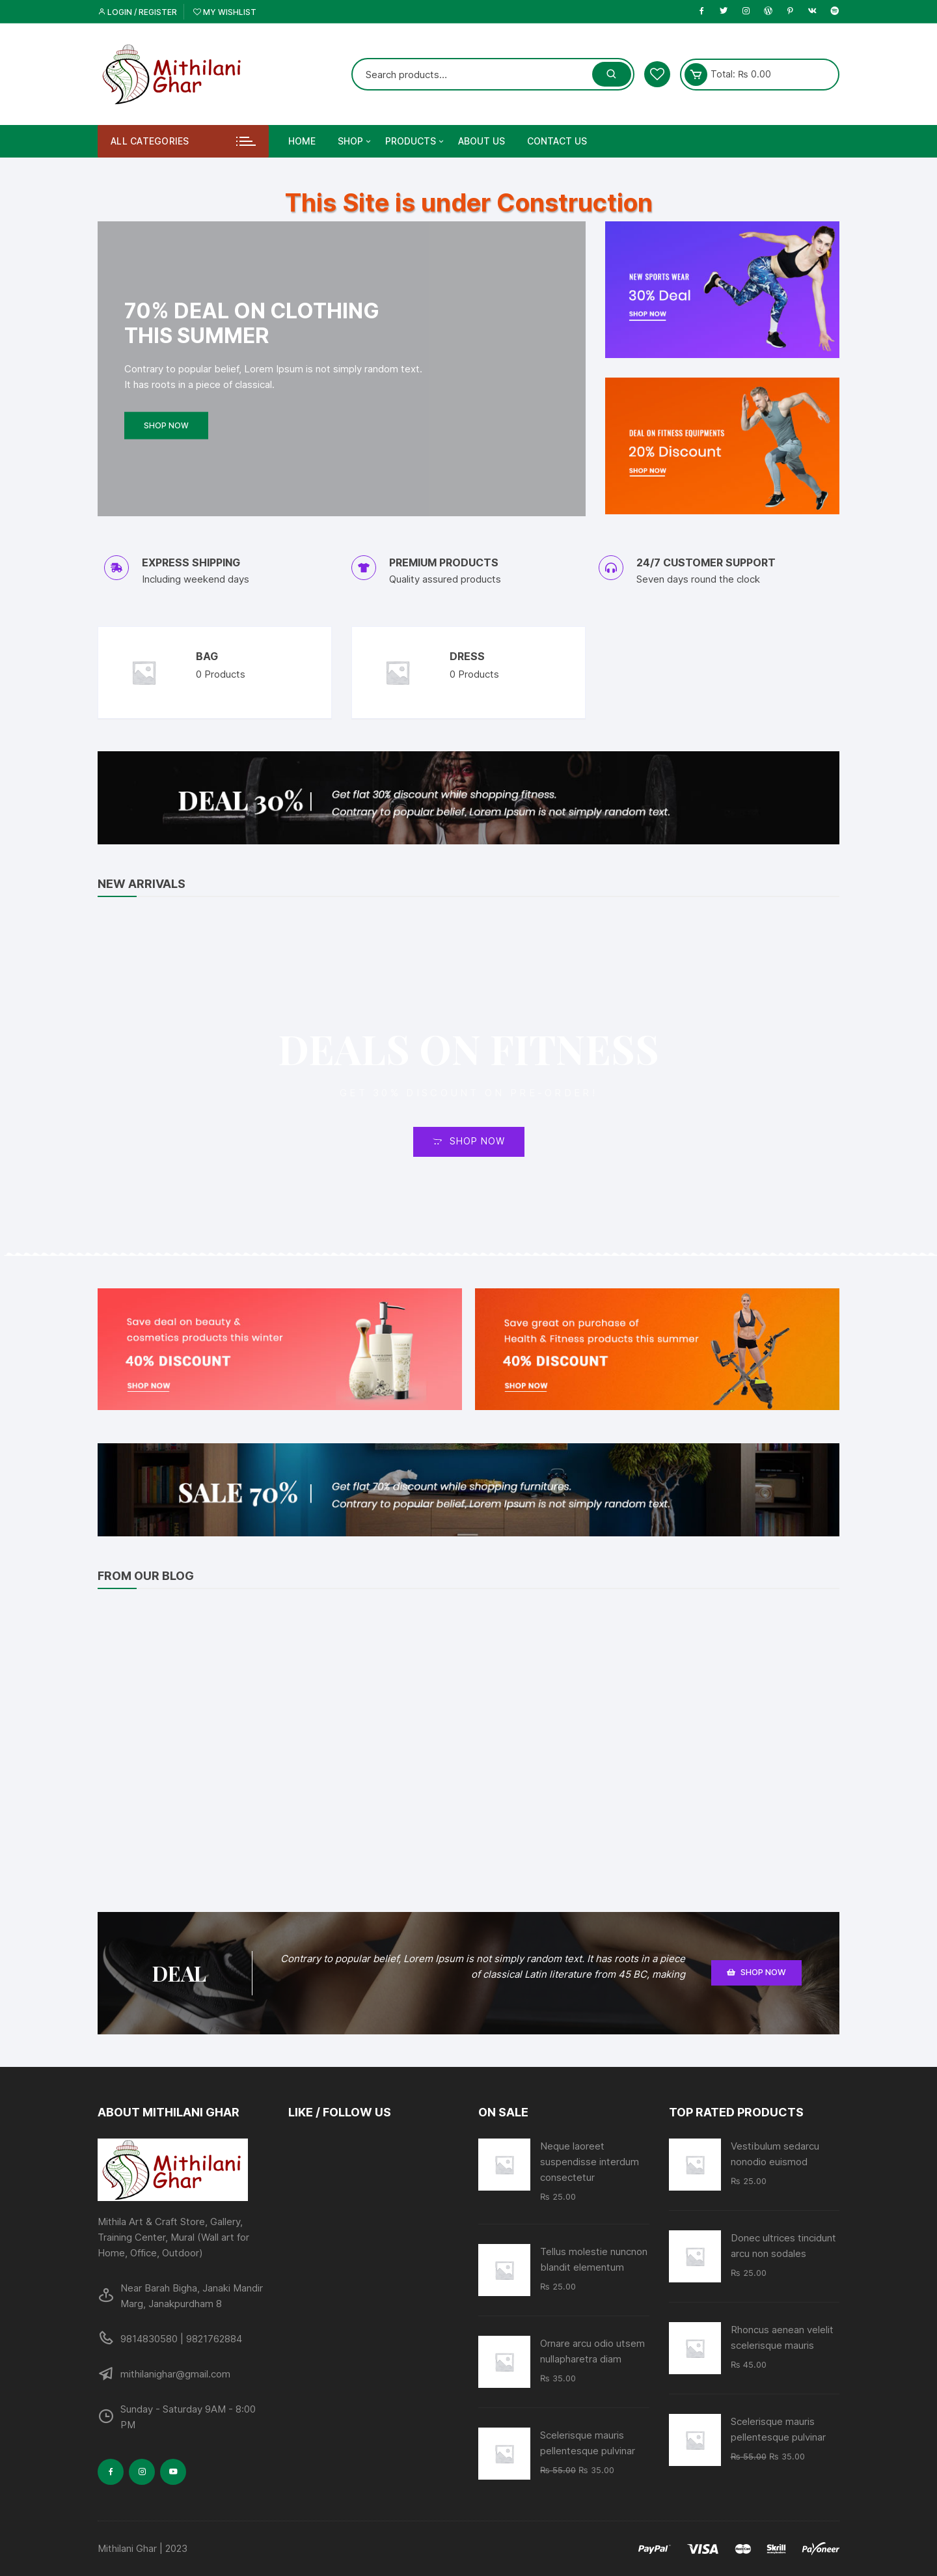 LOGIN / REGISTER
MY WISHLIST
Mithilani
Ghar
Search products...
Total: ₨ 0.00
ALL CATEGORIES
HOME
SHOP
PRODUCTS
ABOUT US
CONTACT US
This Site is under Construction
70% DEAL ON CLOTHING
THIS SUMMER
Contrary to popular belief, Lorem Ipsum is not simply random text.
It has roots in a piece of classical.
SHOP NOW
NEW SPORTS WEAR
30% Deal
SHOP NOW
DEAL ON FITNESS EQUIPMENTS
20% Discount
SHOP NOW
EXPRESS SHIPPING
Including weekend days
PREMIUM PRODUCTS
Quality assured products
24/7 CUSTOMER SUPPORT
Seven days round the clock
BAG
0 Products
DRESS
0 Products
DEAL 30%
Get flat 30% discount while shopping fitness.
Contrary to popular belief, Lorem Ipsum is not simply random text.
NEW ARRIVALS
DEALS ON FITNESS
SHOP NOW
Save deal on beauty &
cosmetics products this winter
40% DISCOUNT
SHOP NOW
Save great on purchase of
Health & Fitness products this summer
40% DISCOUNT
SHOP NOW
SALE 70%
Get flat 70% discount while shopping furnitures.
Contrary to popular belief, Lorem Ipsum is not simply random text.
FROM OUR BLOG
DEAL
Contrary to popular belief, Lorem Ipsum is not simply random text. It has roots in a piece
of classical Latin literature from 45 BC, making
SHOP NOW
ABOUT MITHILANI GHAR
Mithilani
Ghar
Mithila Art & Craft Store, Gallery,
Training Center, Mural (Wall art for
Home, Office, Outdoor)
Near Barah Bigha, Janaki Mandir
Marg, Janakpurdham 8
9814830580 | 9821762884
mithilanighar@gmail.com
Sunday - Saturday 9AM - 8:00
PM
LIKE / FOLLOW US
ON SALE
Neque laoreet
suspendisse interdum
consectetur
₨ 25.00
Tellus molestie nuncnon
blandit elementum
₨ 25.00
Ornare arcu odio utsem
nullapharetra diam
₨ 35.00
Scelerisque mauris
pellentesque pulvinar
₨ 55.00 ₨ 35.00
TOP RATED PRODUCTS
Vestibulum sedarcu
nonodio euismod
₨ 25.00
Donec ultrices tincidunt
arcu non sodales
₨ 25.00
Rhoncus aenean velelit
scelerisque mauris
₨ 45.00
Scelerisque mauris
pellentesque pulvinar
₨ 55.00 ₨ 35.00
Mithilani Ghar | 2023
PayPal
VISA
Skrill
Payoneer